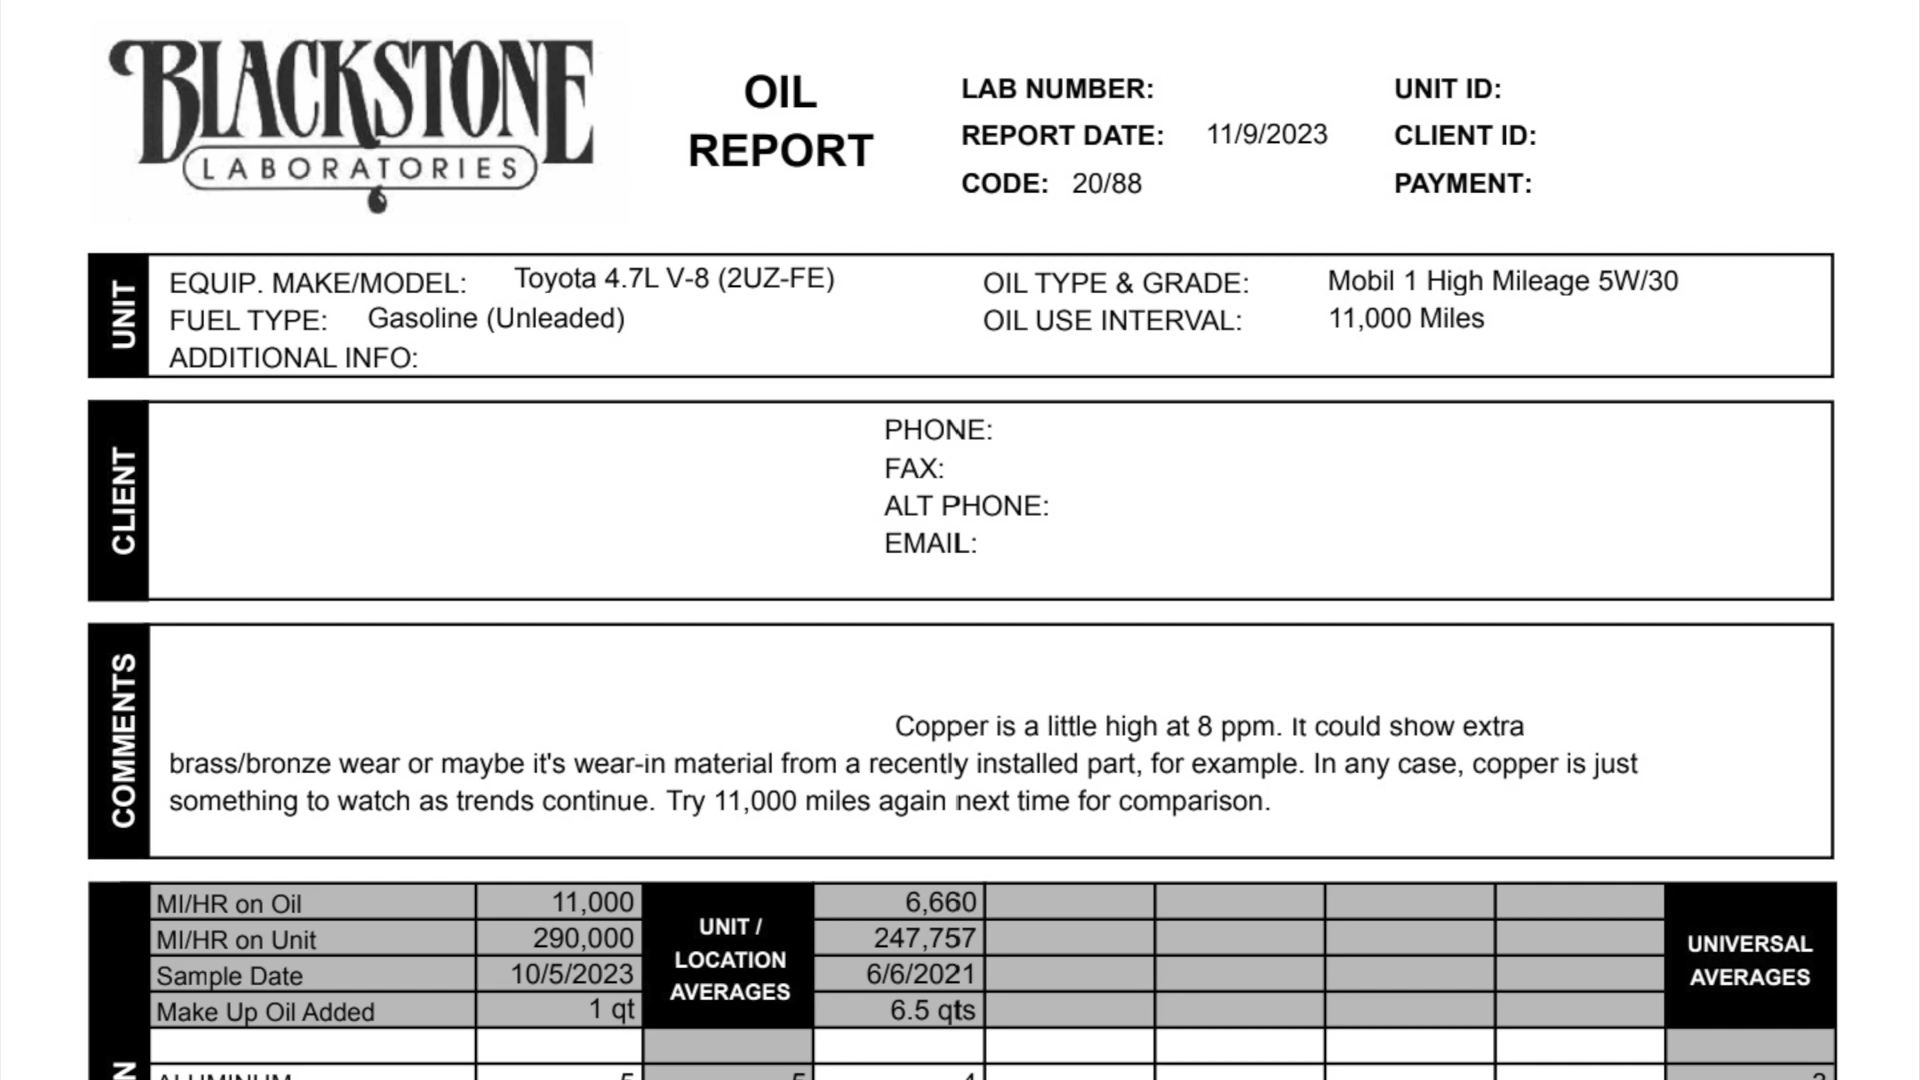 BLACKSTONE
LABORATORIES
OIL
REPORT
LAB NUMBER:
REPORT DATE: 11/9/2023
CODE: 20/88
UNIT ID:
CLIENT ID:
PAYMENT:
UNIT
EQUIP. MAKE/MODEL: Toyota 4.7L V-8 (2UZ-FE)
FUEL TYPE: Gasoline (Unleaded)
ADDITIONAL INFO:
OIL TYPE & GRADE: Mobil 1 High Mileage 5W/30
OIL USE INTERVAL: 11,000 Miles
CLIENT
PHONE:
FAX:
ALT PHONE:
EMAIL:
COMMENTS
Copper is a little high at 8 ppm. It could show extra
brass/bronze wear or maybe it's wear-in material from a recently installed part, for example. In any case, copper is just
something to watch as trends continue. Try 11,000 miles again next time for comparison.
MI/HR on Oil 11,000 6,660
MI/HR on Unit 290,000 247,757
Sample Date 10/5/2023 6/6/2021
Make Up Oil Added 1 qt 6.5 qts
UNIT /
LOCATION
AVERAGES
UNIVERSAL
AVERAGES
ALUMINUM 5 5 4